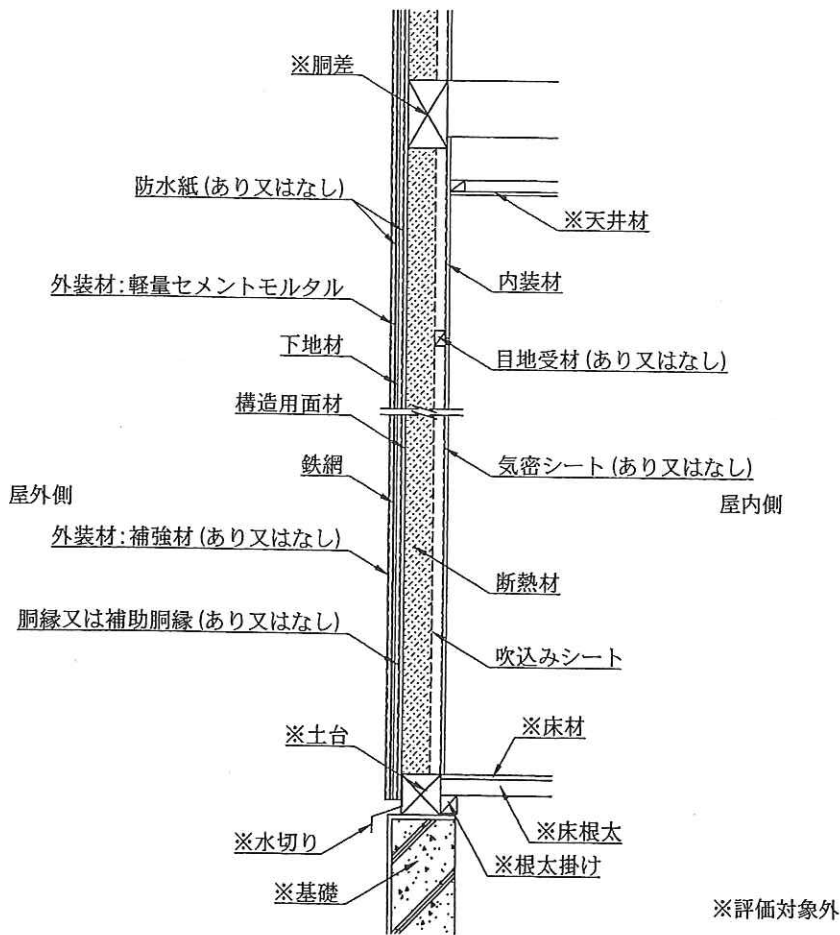 ※胴差
防水紙(あり又はなし)
※天井材
外装材:軽量セメントモルタル
内装材
下地材
目地受材(あり又はなし)
構造用面材
鉄網
気密シート(あり又はなし)
屋外側
屋内側
外装材:補強材(あり又はなし)
断熱材
胴縁又は補助胴縁(あり又はなし)
吹込みシート
※土台
※床材
※水切り
※床根太
※基礎
※根太掛け
※評価対象外